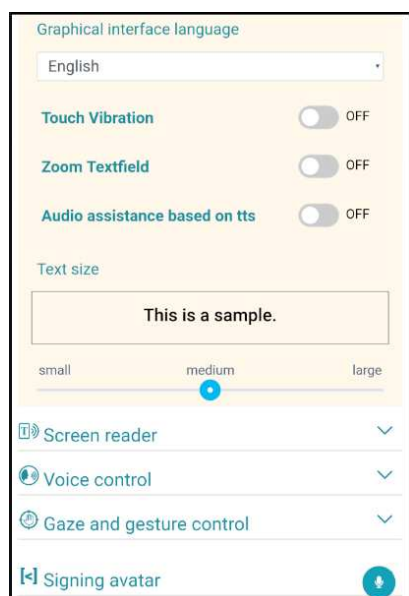 Graphical interface language
English
Touch Vibration OFF
Zoom Textfield OFF
Audio assistance based on tts OFF
Text size
This is a sample.
small medium large
T Screen reader
Voice control
Gaze and gesture control
[<] Signing avatar